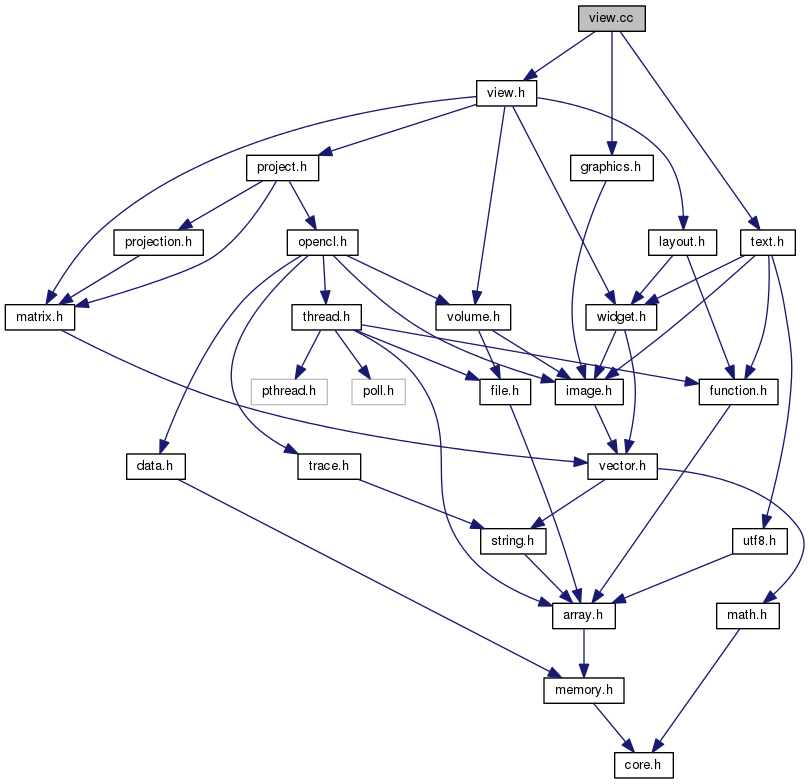 view.cc
view.h
project.h
graphics.h
projection.h
opencl.h
layout.h
text.h
matrix.h
thread.h
volume.h
widget.h
pthread.h
poll.h
file.h
image.h
function.h
data.h
trace.h
vector.h
string.h
utf8.h
array.h
math.h
memory.h
core.h